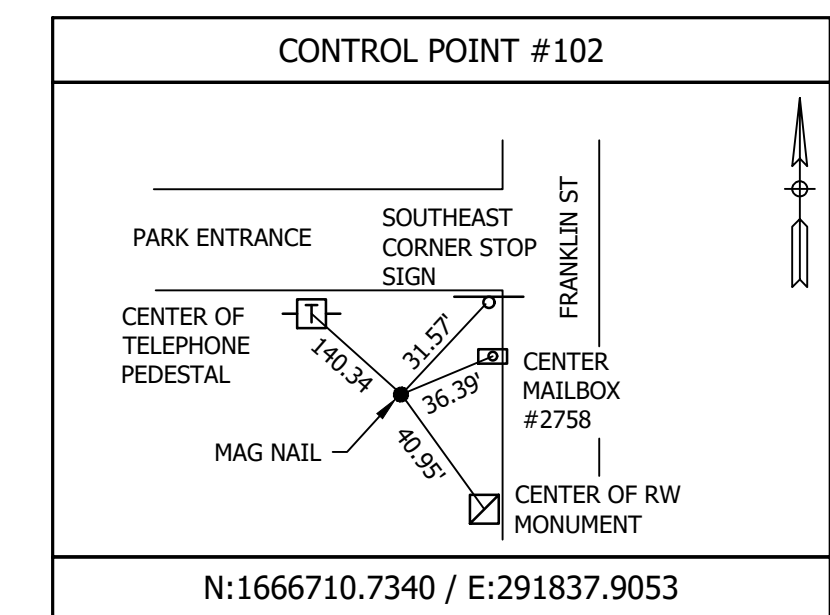 CONTROL POINT #102
PARK ENTRANCE
SOUTHEAST
CORNER STOP
SIGN
FRANKLIN ST
CENTER OF
TELEPHONE
PEDESTAL
T
140.34
31.57'
36.39'
40.95'
CENTER
MAILBOX
#2758
MAG NAIL
CENTER OF RW
MONUMENT
N:1666710.7340 / E:291837.9053